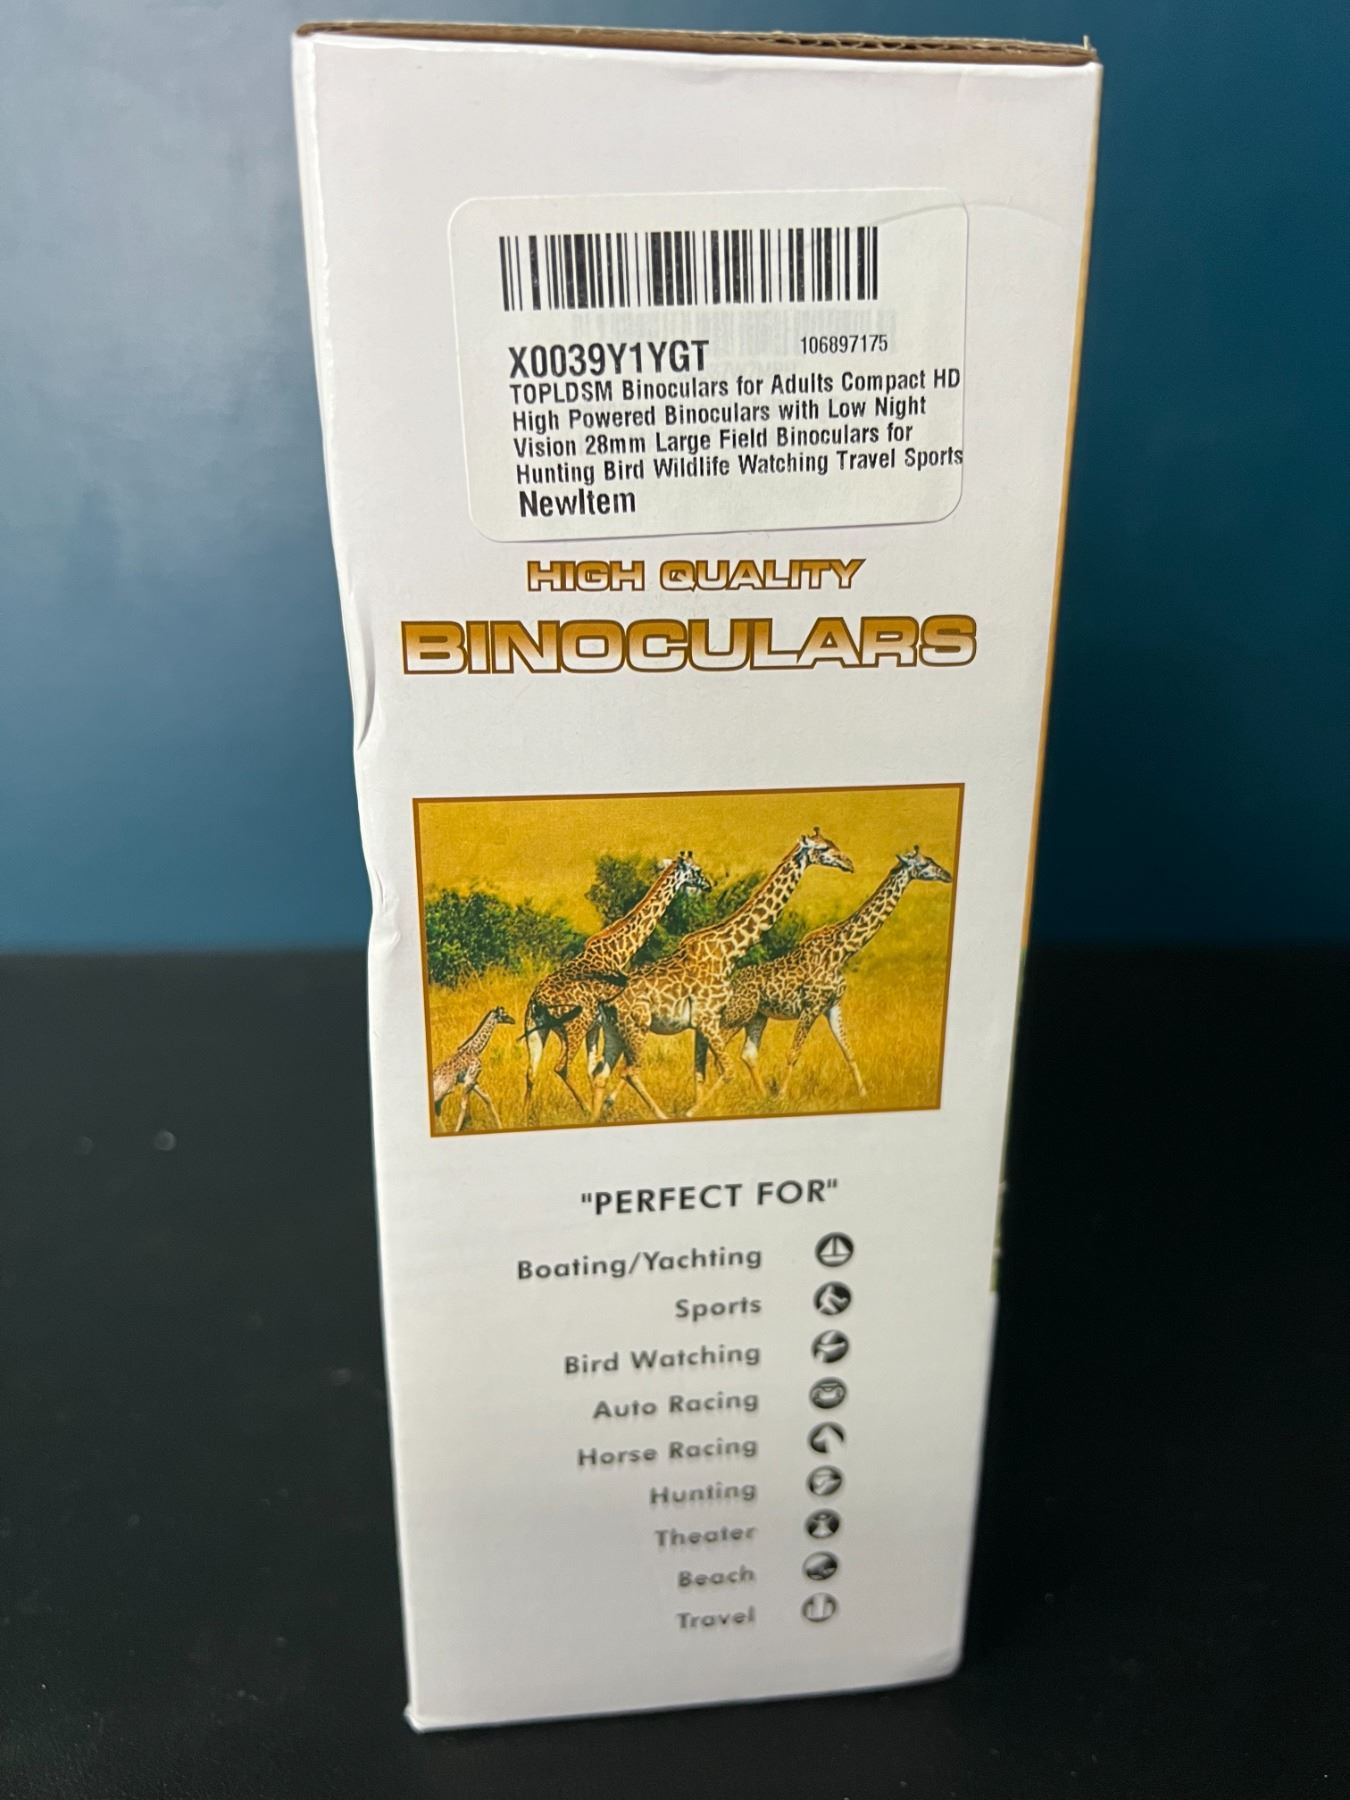 X0039Y1YGT
106897175
TOPLDSM Binoculars for Adults Compact HD
High Powered Binoculars with Low Night
Vision 28mm Large Field Binoculars for
Hunting Bird Wildlife Watching Travel Sports
NewItem
HIGH QUALITY
BINOCULARS
"PERFECT FOR"
Boating/Yachting
Sports
Bird Watching
Auto Racing
Horse Racing
Hunting
Theater
Beach
Travel